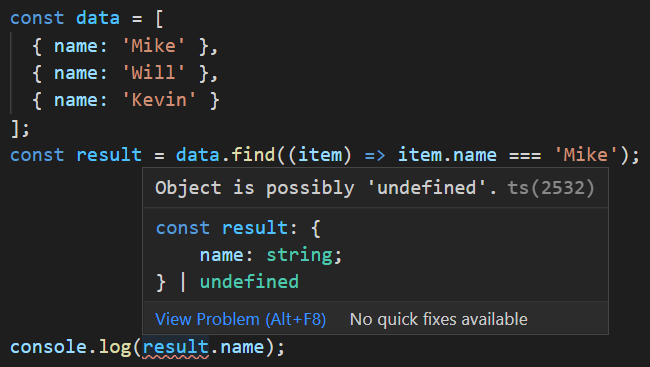 const data = [
  { name: 'Mike' },
  { name: 'Will' },
  { name: 'Kevin' }
];
const result = data.find((item) => item.name === 'Mike');
Object is possibly 'undefined'. ts(2532)
const result: {
    name: string;
} | undefined
View Problem (Alt+F8) No quick fixes available
console.log(result.name);